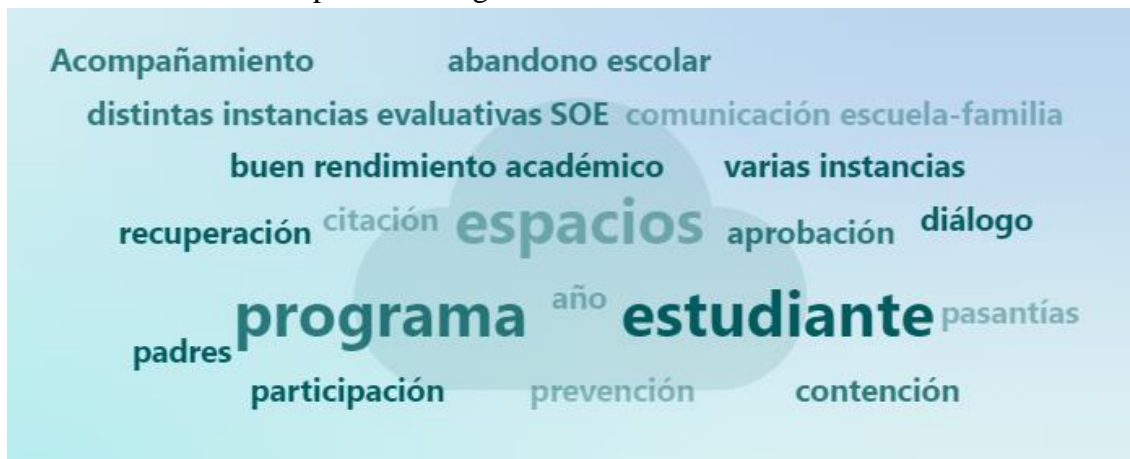 Acompañamiento abandono escolar
distintas instancias evaluativas SOE comunicación escuela-familia
buen rendimiento académico varias instancias
recuperación citación espacios aprobación diálogo
programa año estudiante pasantías
padres
participación prevención contención